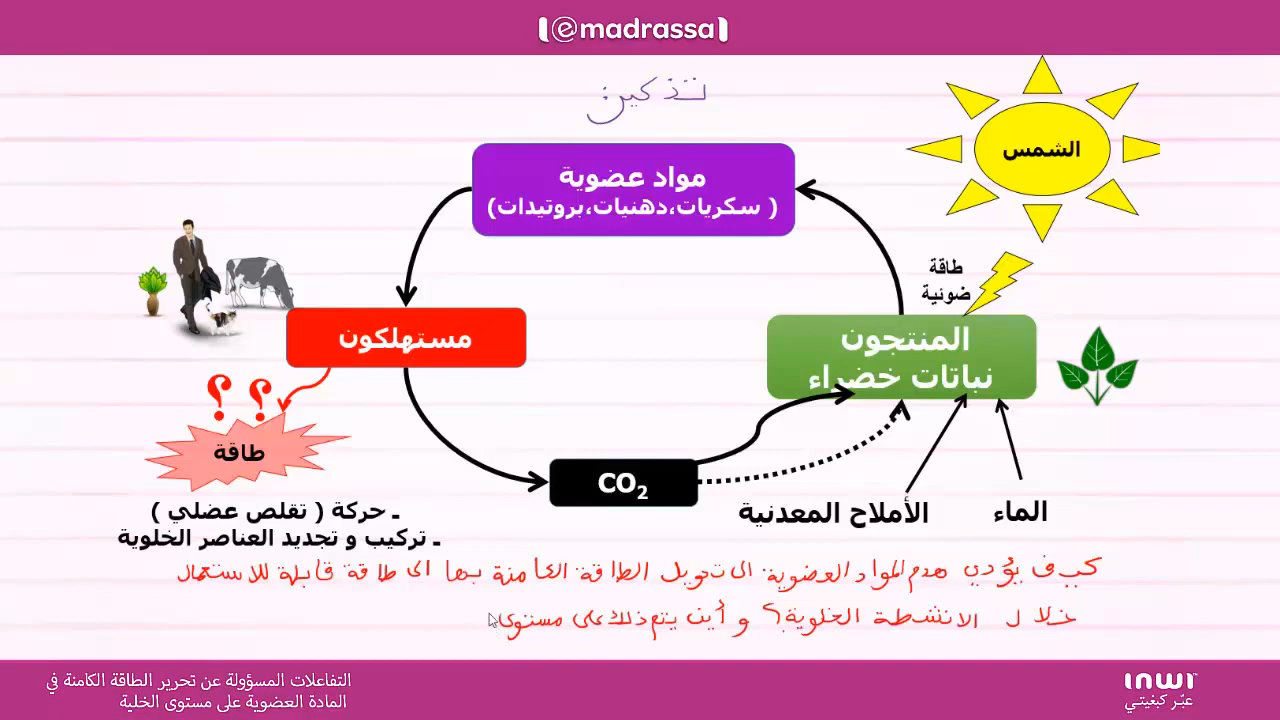 emadrassa
تذكير:
الشمس
مواد عضوية
( سكريات،دهنيات،بروتيدات)
طاقة
ضوئية
المنتجون
نباتات خضراء
مستهلكون
؟ ؟
طاقة
CO2
الماء
الأملاح المعدنية
ـ حركة ( تقلص عضلي )
ـ تركيب و تجديد العناصر الخلوية
كيف يؤدي هدم المواد العضوية الى تحويل الطاقة الكامنة بها الى طاقة قابلة للاستعمال
خلال الانشطة الخلوية؟ و أين يتم ذلك على مستوى
التفاعلات المسؤولة عن تحرير الطاقة الكامنة في
المادة العضوية على مستوى الخلية
inwi
عبّر كبغيتي